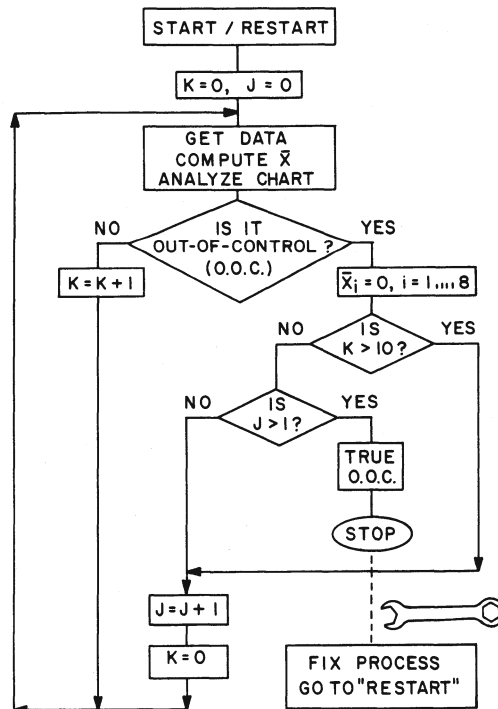 START / RESTART
K=0, J=0
GET DATA
COMPUTE X̄
ANALYZE CHART
NO
IS IT
OUT-OF-CONTROL ?
(O.O.C.)
YES
K=K+1
X̄i=0, i=1,,,,8
NO
IS
K>10?
YES
NO
IS
J>1?
YES
TRUE
O.O.C.
STOP
J=J+1
K=0
FIX PROCESS
GO TO "RESTART"